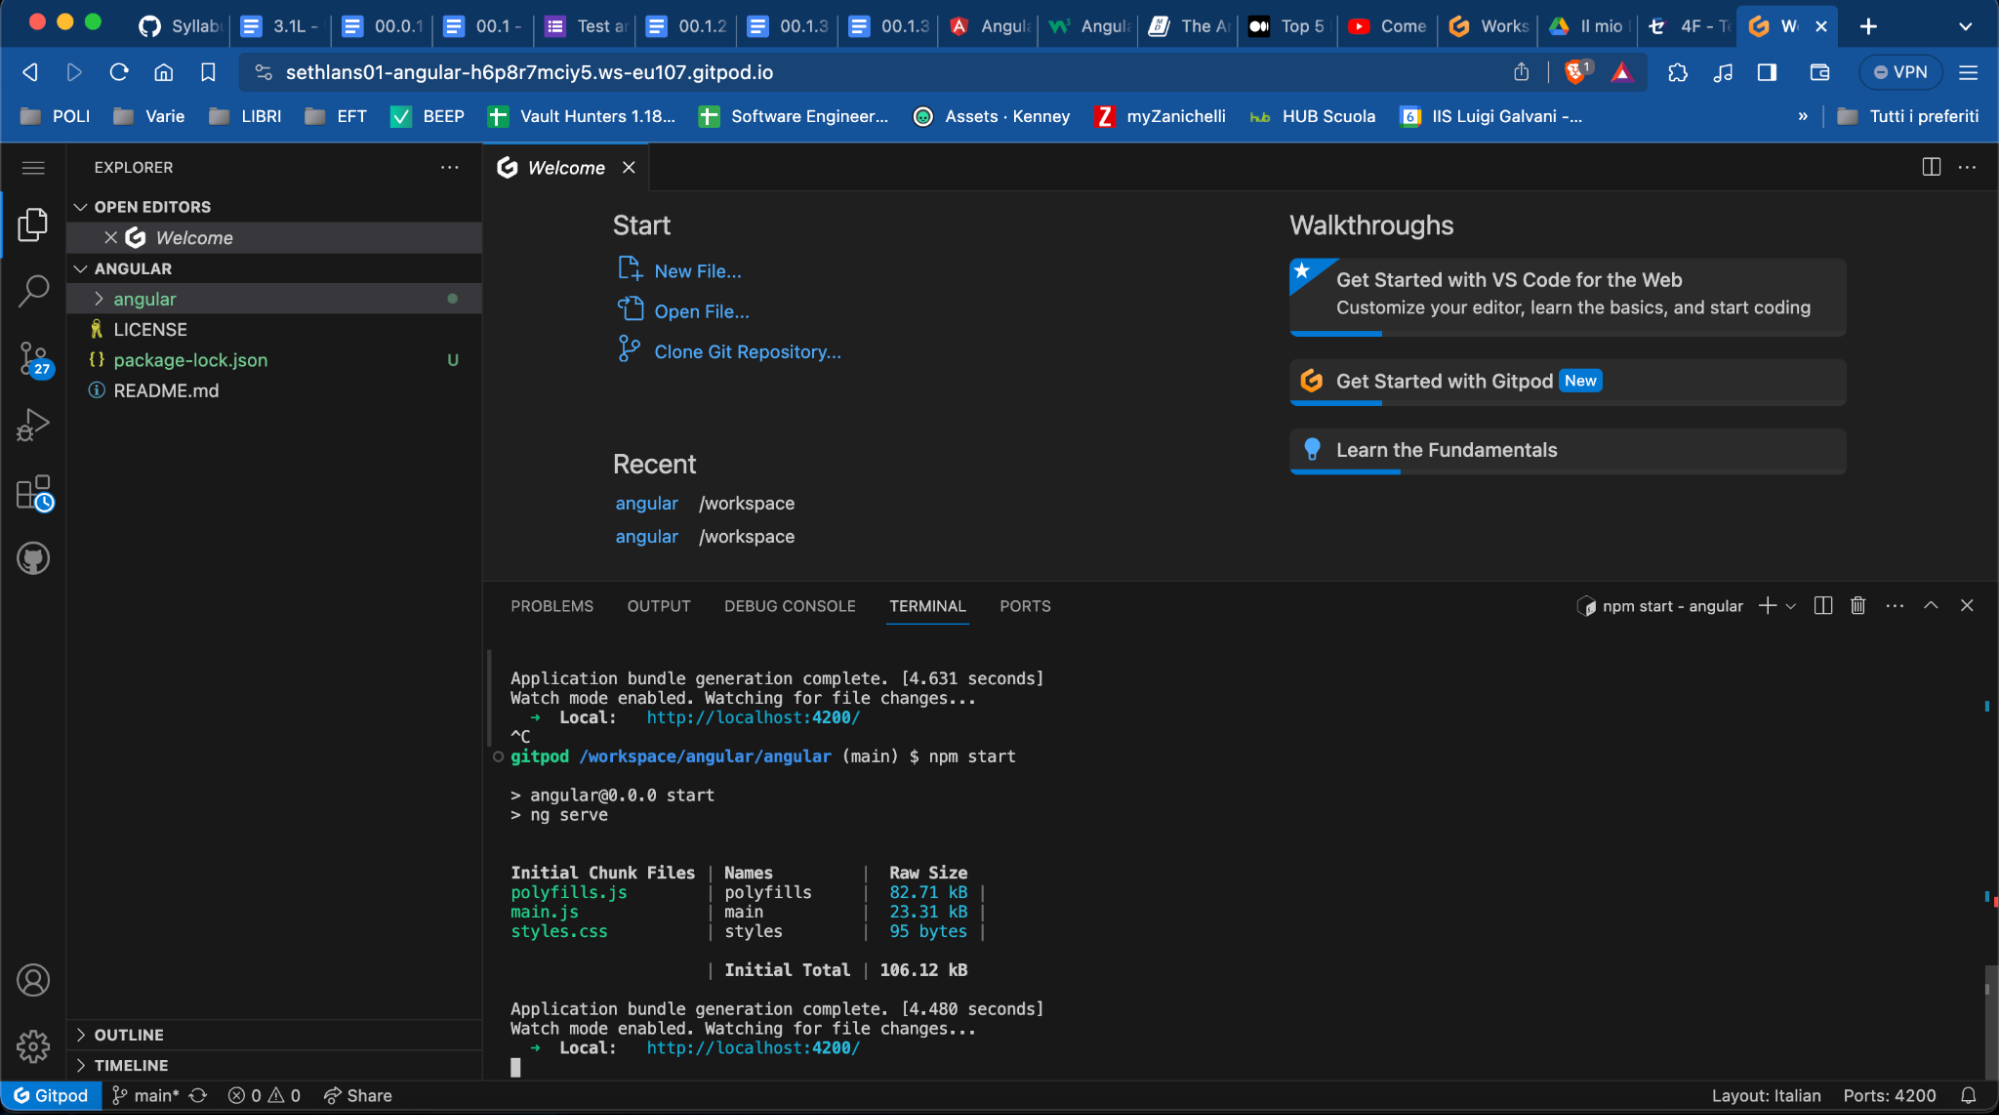 Syllab
3.1L -
00.0.1
00.1 -
Test ar
00.1.2
00.1.3
00.1.3
Angula
Angula
The Ar
Top 5
Come
Works
Il mio
4F - Te
W
sethlans01-angular-h6p8r7mciy5.ws-eu107.gitpod.io
1
VPN
POLI
Varie
LIBRI
EFT
BEEP
Vault Hunters 1.18...
Software Engineer...
Assets · Kenney
myZanichelli
HUB Scuola
IIS Luigi Galvani -...
»
Tutti i preferiti
EXPLORER
Welcome
OPEN EDITORS
Welcome
ANGULAR
angular
LICENSE
package-lock.json U
README.md
27
OUTLINE
TIMELINE
Start
New File...
Open File...
Clone Git Repository...
Recent
angular /workspace
angular /workspace
Walkthroughs
Get Started with VS Code for the Web
Customize your editor, learn the basics, and start coding
Get Started with Gitpod New
Learn the Fundamentals
PROBLEMS OUTPUT DEBUG CONSOLE TERMINAL PORTS
npm start - angular
Application bundle generation complete. [4.631 seconds]
Watch mode enabled. Watching for file changes...
➜ Local: http://localhost:4200/
^C
gitpod /workspace/angular/angular (main) $ npm start
> angular@0.0.0 start
> ng serve
Initial Chunk Files | Names | Raw Size
polyfills.js | polyfills | 82.71 kB |
main.js | main | 23.31 kB |
styles.css | styles | 95 bytes |
| Initial Total | 106.12 kB
Application bundle generation complete. [4.480 seconds]
Watch mode enabled. Watching for file changes...
➜ Local: http://localhost:4200/
Gitpod main* 0 0 Share
Layout: Italian Ports: 4200